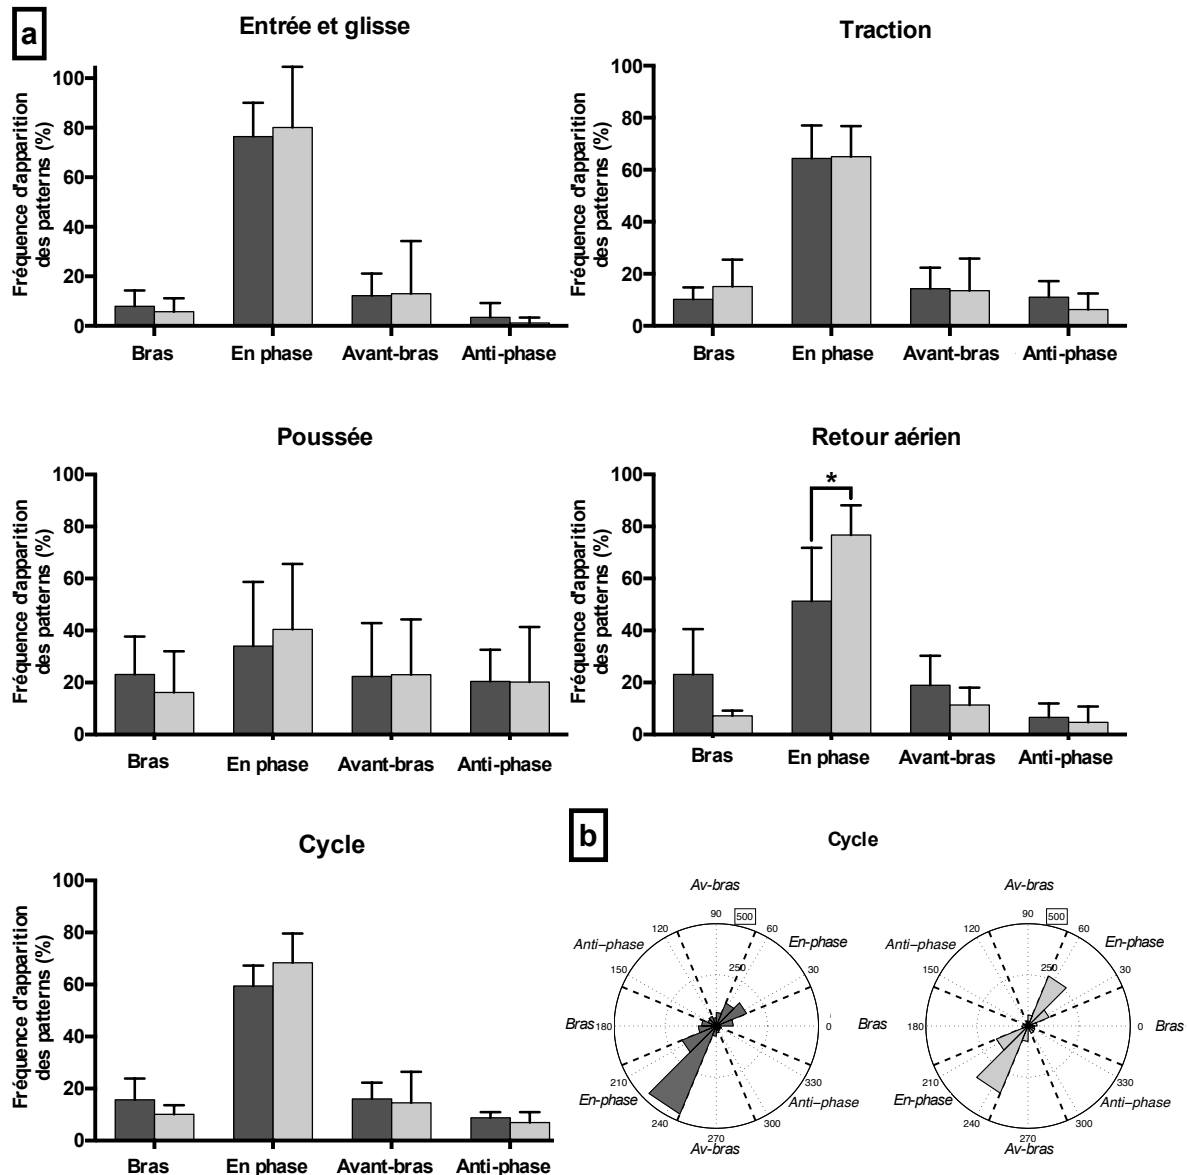 a
Entrée et glisse
Fréquence d'apparition
des patterns (%)
100
80
60
40
20
0
Bras En phase Avant-bras Anti-phase
Traction
Fréquence d'apparition
des patterns (%)
100
80
60
40
20
0
Bras En phase Avant-bras Anti-phase
Poussée
Fréquence d'apparition
des patterns (%)
100
80
60
40
20
0
Bras En phase Avant-bras Anti-phase
Retour aérien
Fréquence d'apparition
des patterns (%)
100
80
60
40
20
0
*
Bras En phase Avant-bras Anti-phase
Cycle
Fréquence d'apparition
des patterns (%)
100
80
60
40
20
0
Bras En phase Avant-bras Anti-phase
b
Cycle
Av-bras
90 500
120 60
Anti-phase En-phase
150 250 30
Bras 180 0
210 330
En-phase Anti-phase
240 300
270
Av-bras
Av-bras
90 500
120 60
Anti-phase En-phase
150 250 30
Bras 180 0 Bras
210 330
En-phase Anti-phase
240 300
270
Av-bras